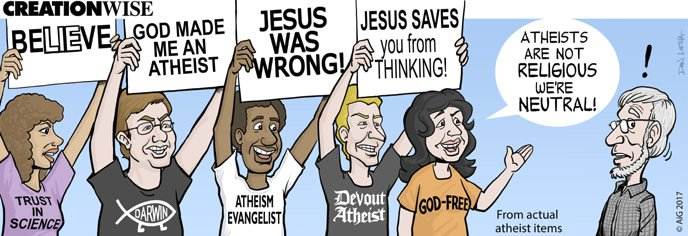 CREATIONWISE
BELIEVE
GOD MADE
ME AN
ATHEIST
JESUS
WAS
WRONG!
JESUS SAVES
you from
THINKING!
ATHEISTS
ARE NOT
RELIGIOUS
WE'RE
NEUTRAL!
!
I
TRUST
IN
SCIENCE
DARWIN
ATHEISM
EVANGELIST
Devout
Atheist
GOD-FREE
From actual
atheist items
© AiG 2017